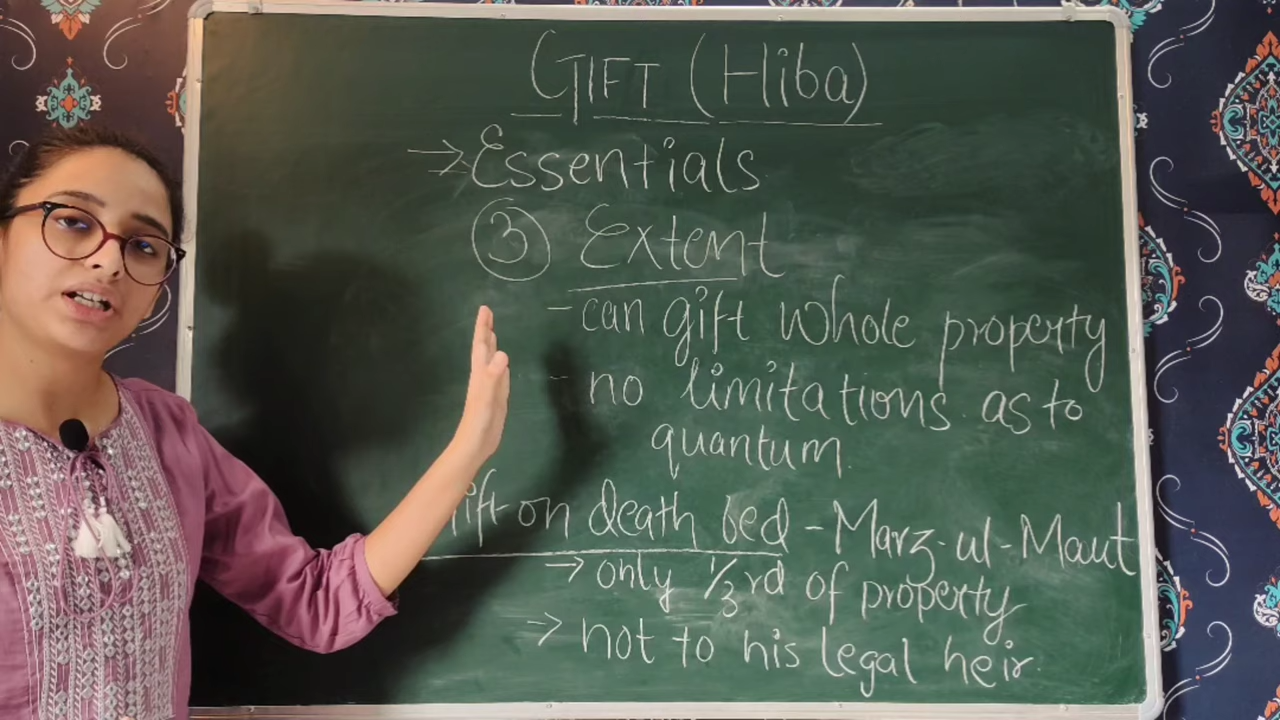 GIFT (Hiba)
→ Essentials
③ Extent
- can gift whole property
- no limitations as to
quantum.
ift on death bed - Marz-ul-Maut
→ only 1/3rd of property
→ not to his legal heir.